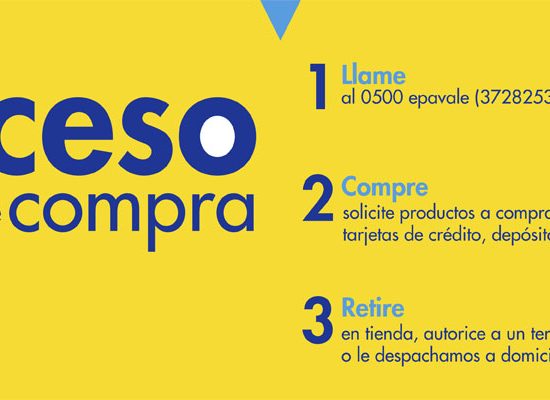 ceso
compra
1 Llame
al 0500 epavale (3728253
2 Compre
solicite productos a compra
tarjetas de crédito, depósito
3 Retire
en tienda, autorice a un ter
o le despachamos a domici